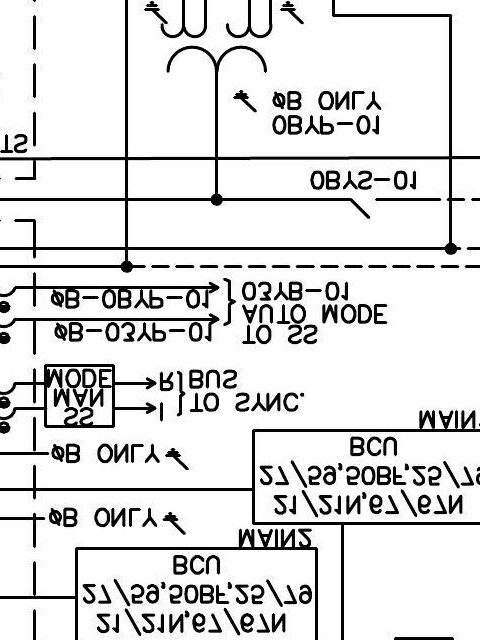 21/21N,67/67N
27/59,50BF,25/79
BCU
MAIN2
ØB ONLY
21/21N,67/67N
27/59,50BF,25/79
BCU
ØB ONLY
MAIN
SS
MAN
MODE
I TO SYNC.
R BUS
TO SS
AUTO MODE
03YB-01
ØB-03YP-01
ØB-0BYP-01
0BYS-01
TS
0BYP-01
ØB ONLY